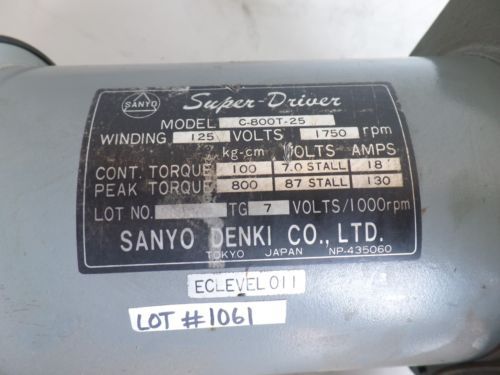 SANYO Super-Driver
MODEL C-800T-25
WINDING 125 VOLTS 1750 rpm
kg-cm VOLTS AMPS
CONT. TORQUE 100 7.0 STALL 18
PEAK TORQUE 800 87 STALL 130
LOT NO. TG 7 VOLTS/1000rpm
SANYO DENKI CO., LTD.
TOKYO JAPAN NP-435060
ECLEVEL011
LOT #1061